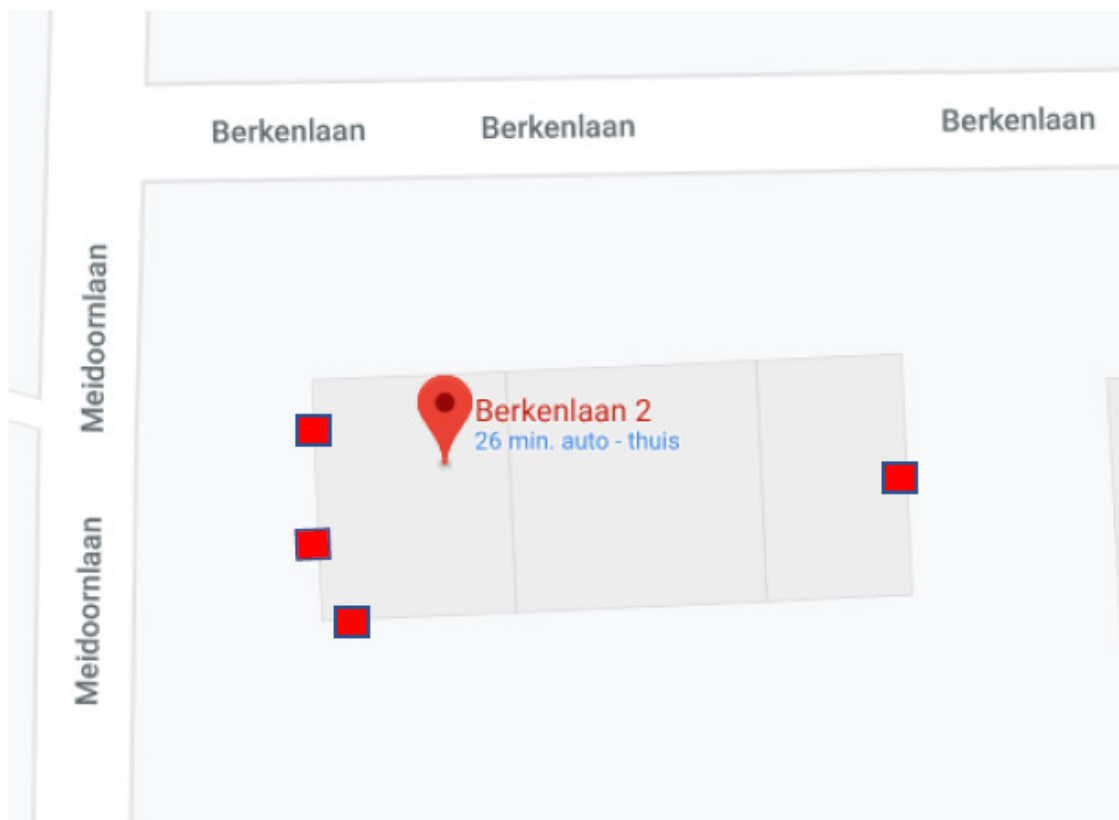 Berkenlaan
Berkenlaan
Berkenlaan
Meidoornlaan
Berkenlaan 2
26 min. auto - thuis
Meidoornlaan